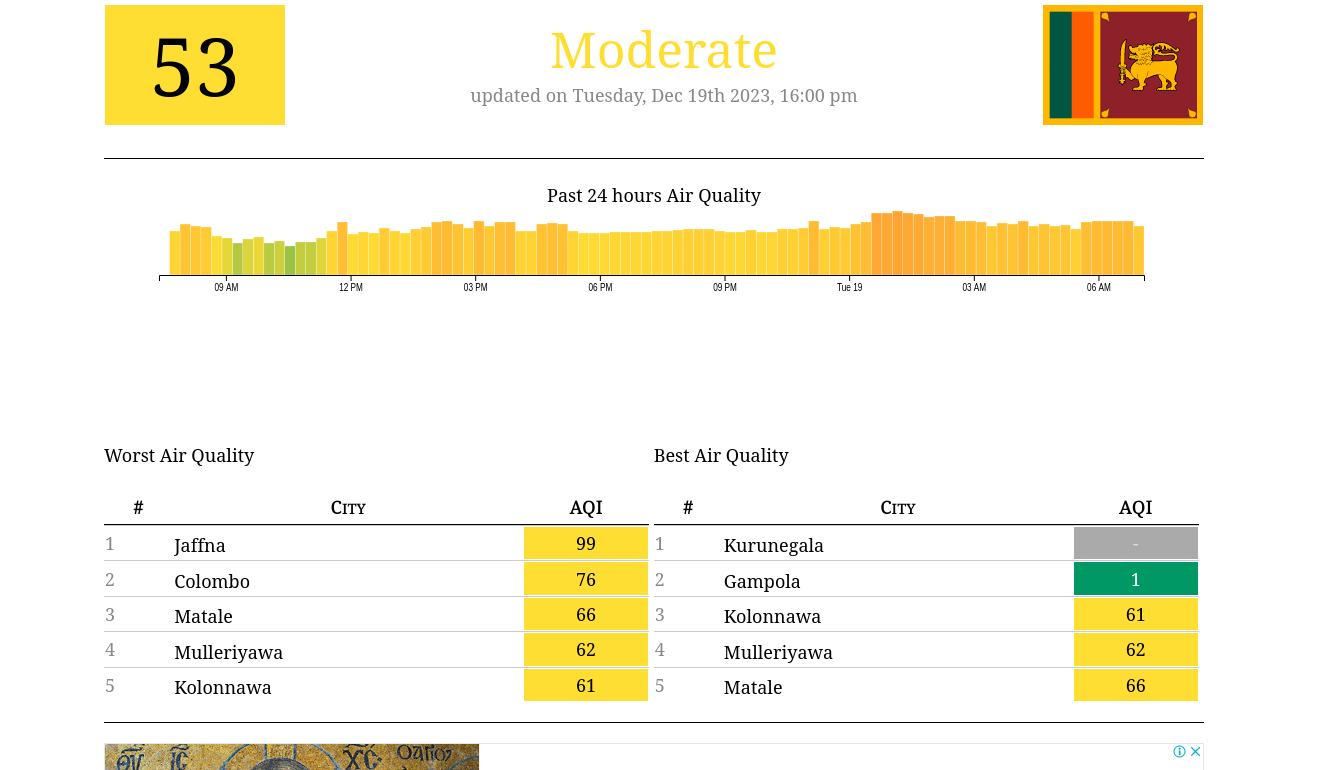 53
Moderate
updated on Tuesday, Dec 19th 2023, 16:00 pm
Past 24 hours Air Quality
09 AM 12 PM 03 PM 06 PM 09 PM Tue 19 03 AM 06 AM
Worst Air Quality
# City AQI
1 Jaffna 99
2 Colombo 76
3 Matale 66
4 Mulleriyawa 62
5 Kolonnawa 61
Best Air Quality
# City AQI
1 Kurunegala -
2 Gampola 1
3 Kolonnawa 61
4 Mulleriyawa 62
5 Matale 66